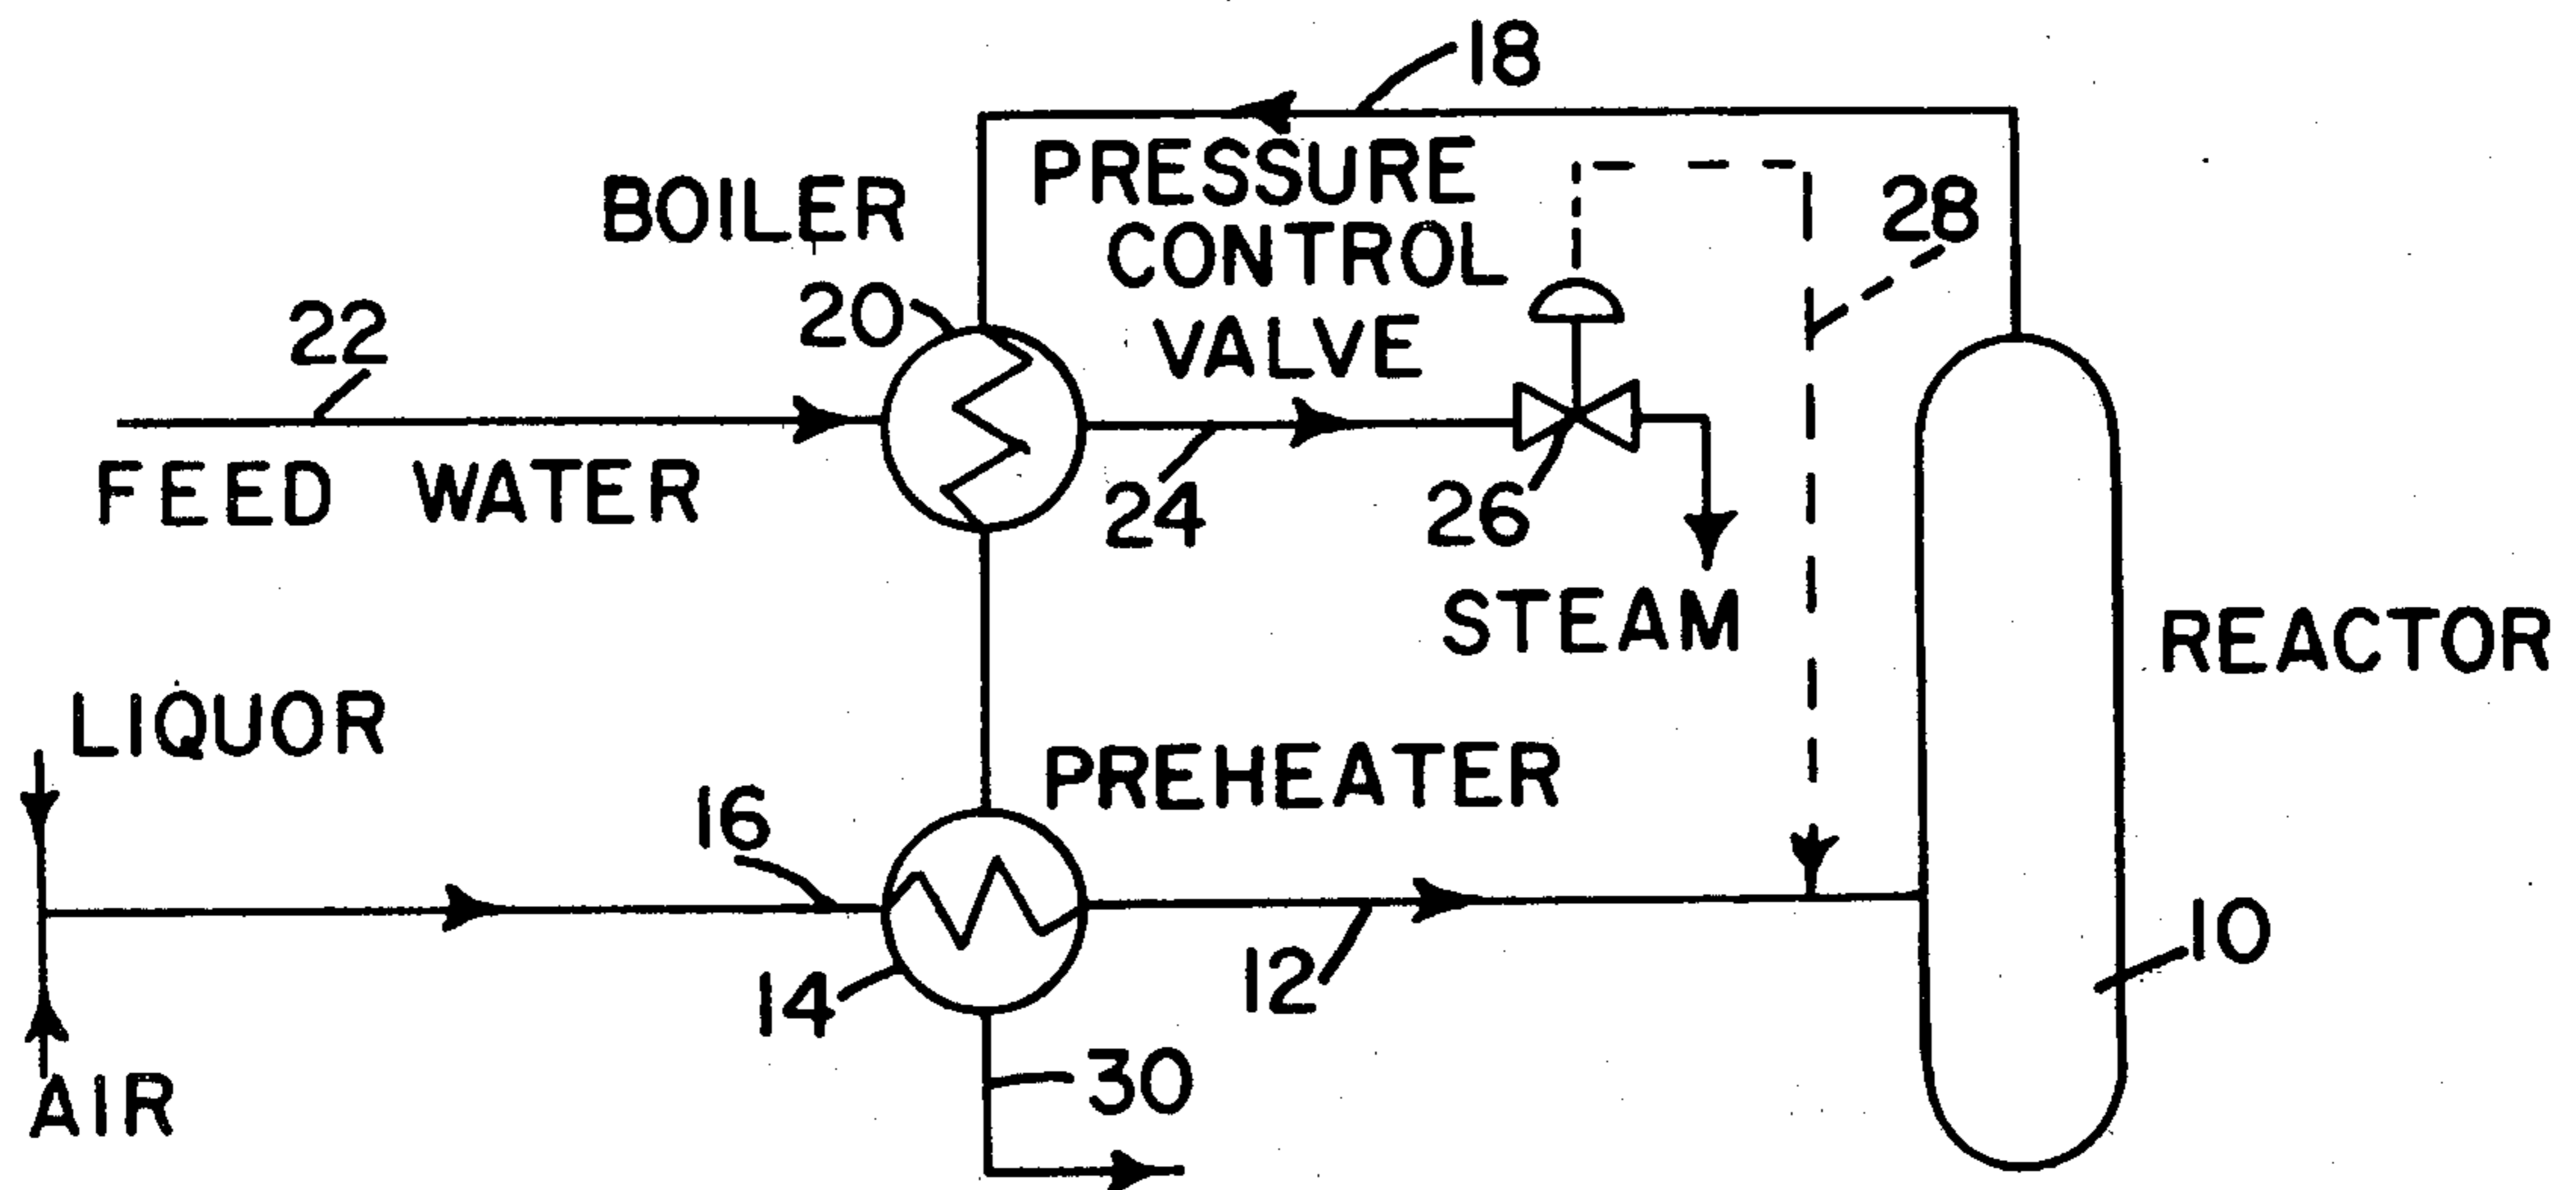 18
PRESSURE
CONTROL
VALVE
BOILER
28
20
22
FEED WATER
24
26
STEAM
REACTOR
LIQUOR
PREHEATER
16
14
12
10
AIR
30